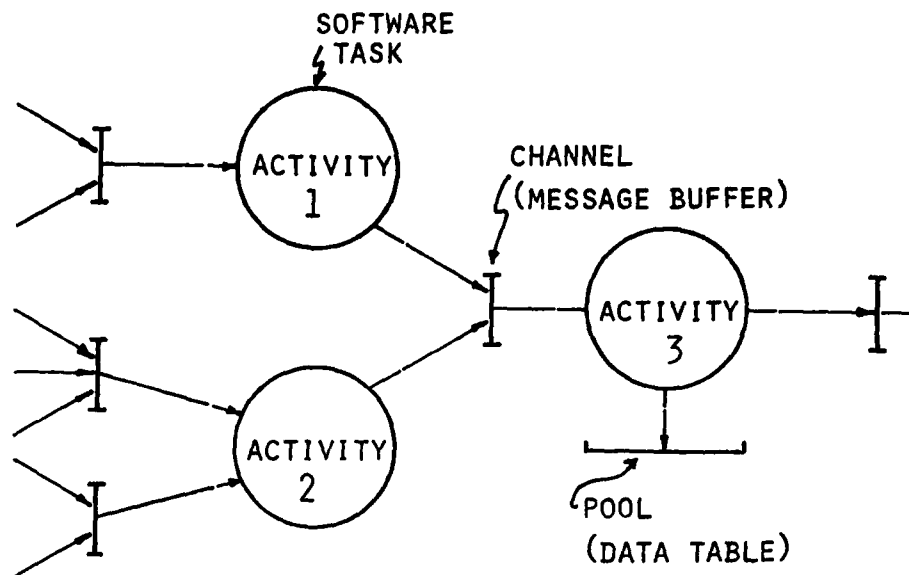 SOFTWARE
TASK
ACTIVITY
1
CHANNEL
(MESSAGE BUFFER)
ACTIVITY
3
ACTIVITY
2
POOL
(DATA TABLE)